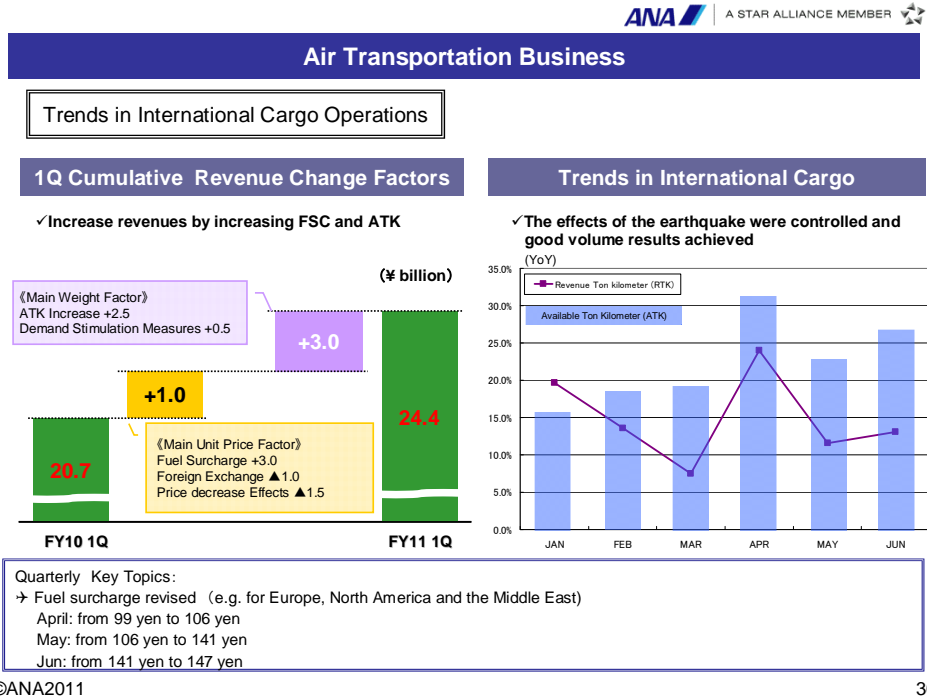 ANA
A STAR ALLIANCE MEMBER
Air Transportation Business
Trends in International Cargo Operations
1Q Cumulative Revenue Change Factors
✓Increase revenues by increasing FSC and ATK
(¥ billion)
《Main Weight Factor》
ATK Increase +2.5
Demand Stimulation Measures +0.5
+3.0
+1.0
24.4
20.7
《Main Unit Price Factor》
Fuel Surcharge +3.0
Foreign Exchange ▲1.0
Price decrease Effects ▲1.5
FY10 1Q
FY11 1Q
Trends in International Cargo
✓The effects of the earthquake were controlled and
good volume results achieved
(YoY)
35.0%
Revenue Ton kilometer (RTK)
30.0%
Available Ton Kilometer (ATK)
25.0%
20.0%
15.0%
10.0%
5.0%
0.0%
JAN FEB MAR APR MAY JUN
Quarterly Key Topics:
✈ Fuel surcharge revised (e.g. for Europe, North America and the Middle East)
April: from 99 yen to 106 yen
May: from 106 yen to 141 yen
Jun: from 141 yen to 147 yen
©ANA2011